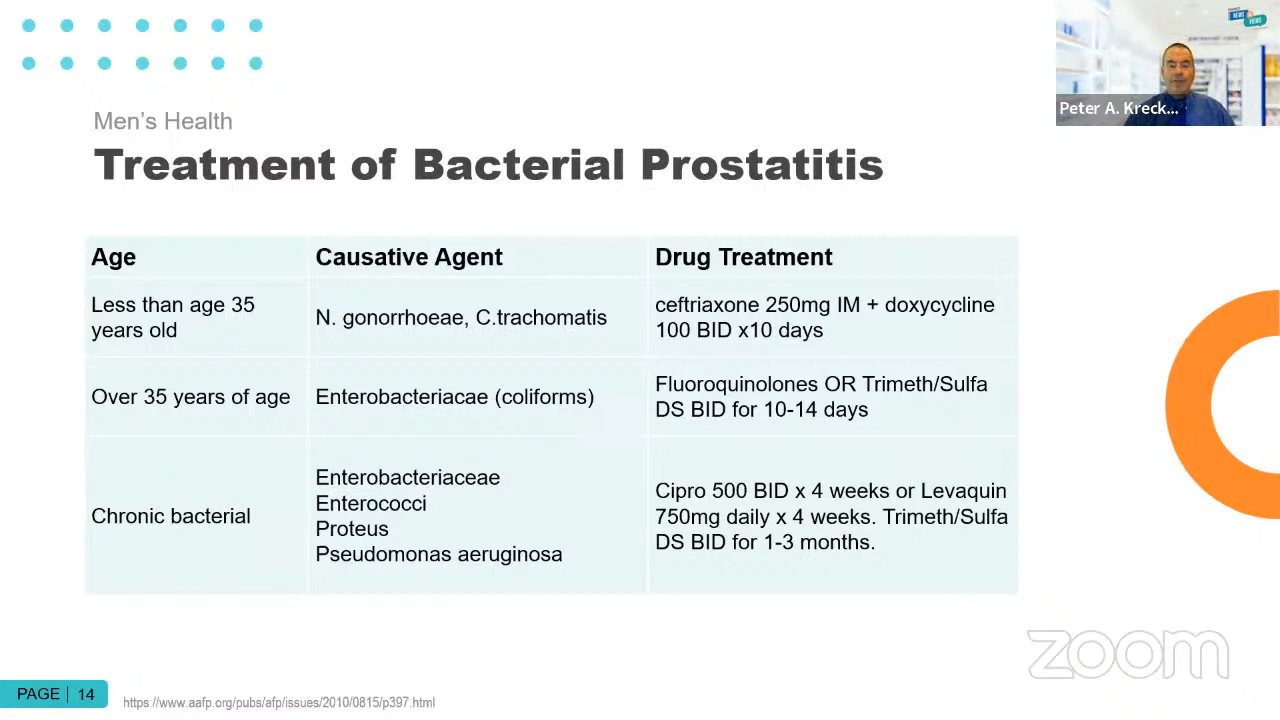 NEWS
VIEWS
personal care
Peter A. Kreck...
Men's Health
Treatment of Bacterial Prostatitis
Age
Causative Agent
Drug Treatment
Less than age 35
years old
N. gonorrhoeae, C.trachomatis
ceftriaxone 250mg IM + doxycycline
100 BID x10 days
Over 35 years of age
Enterobacteriacae (coliforms)
Fluoroquinolones OR Trimeth/Sulfa
DS BID for 10-14 days
Chronic bacterial
Enterobacteriaceae
Enterococci
Proteus
Pseudomonas aeruginosa
Cipro 500 BID x 4 weeks or Levaquin
750mg daily x 4 weeks. Trimeth/Sulfa
DS BID for 1-3 months.
zoom
PAGE | 14
https://www.aafp.org/pubs/afp/issues/2010/0815/p397.html